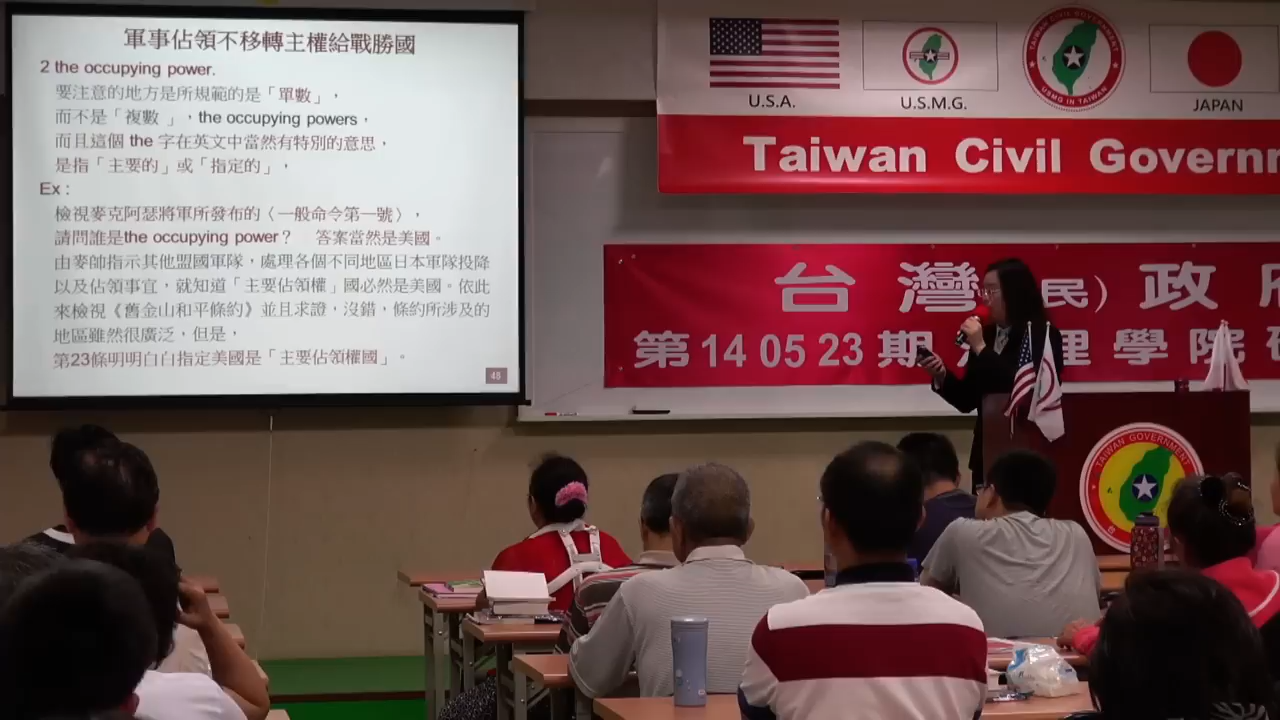 軍事佔領不移轉主權給戰勝國
2 the occupying power.
要注意的地方是所規範的是「單數」，
而不是「複數 」，the occupying powers，
而且這個 the 字在英文中當然有特別的意思，
是指「主要的」或「指定的」，
Ex：
檢視麥克阿瑟將軍所發布的〈一般命令第一號〉，
請問誰是the occupying power？ 答案當然是美國。
由麥帥指示其他盟國軍隊，處理各個不同地區日本軍隊投降
以及佔領事宜，就知道「主要佔領權」國必然是美國。依此
來檢視《舊金山和平條約》並且求證，沒錯，條約所涉及的
地區雖然很廣泛，但是，
第23條明明白白指定美國是「主要佔領權國」。
45
U.S.A.
U.S.M.G.
TAIWAN CIVIL GOVERNMENT
USMG IN TAIWAN
JAPAN
Taiwan Civil Govern
台灣 民）政府
第 14 05 23 期 理學院
TAIWAN GOVERNMENT